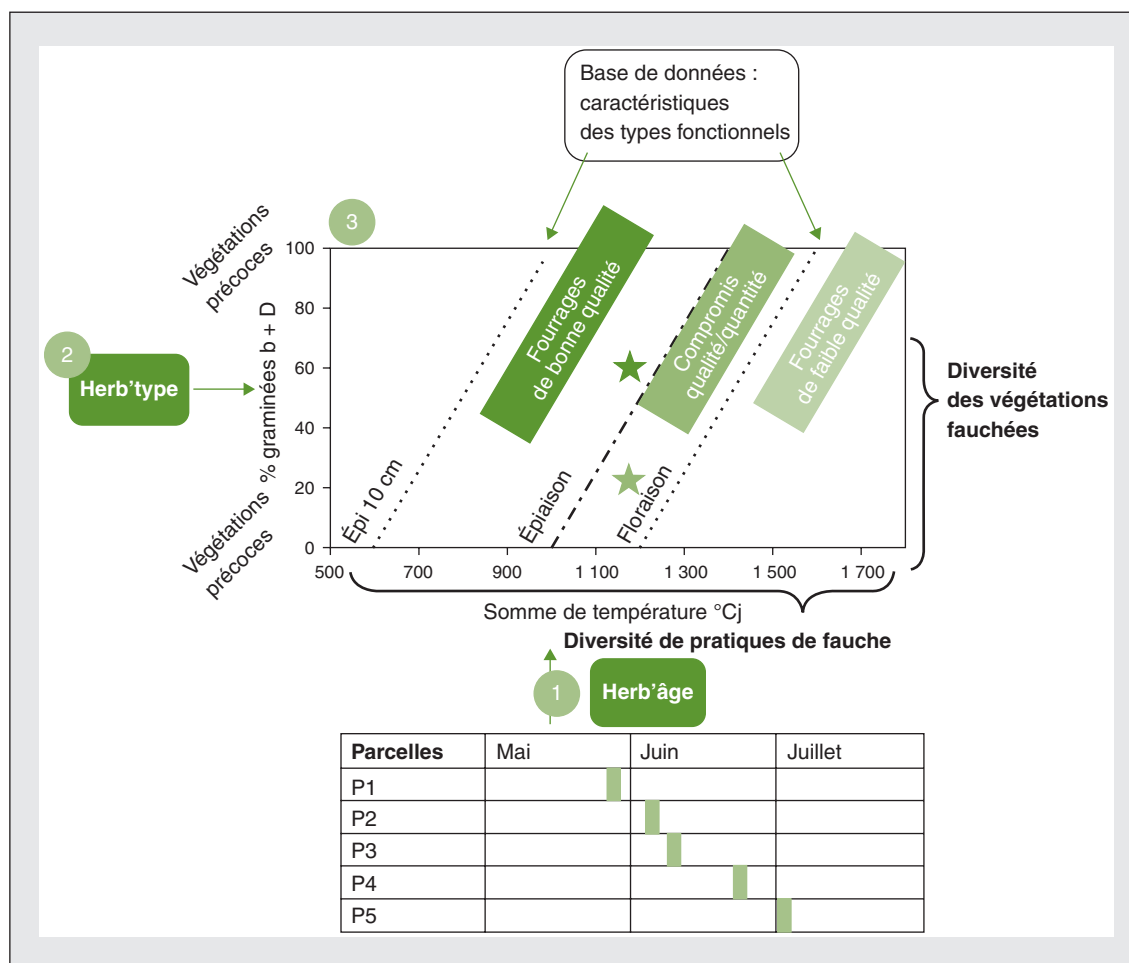 Base de données :
caractéristiques
des types fonctionnels
3
Végétations
précoces
100
80
60
40
20
0
% graminées b + D
2
Herb'type
Végétations
précoces
Fourrages
de bonne qualité
Compromis
qualité/quantité
Fourrages
de faible qualité
Épi 10 cm
Épiaison
Floraison
Diversité
des végétations
fauchées
500 700 900 1 100 1 300 1 500 1 700
Somme de température °Cj
Diversité de pratiques de fauche
1
Herb'âge
Parcelles Mai Juin Juillet
P1
P2
P3
P4
P5